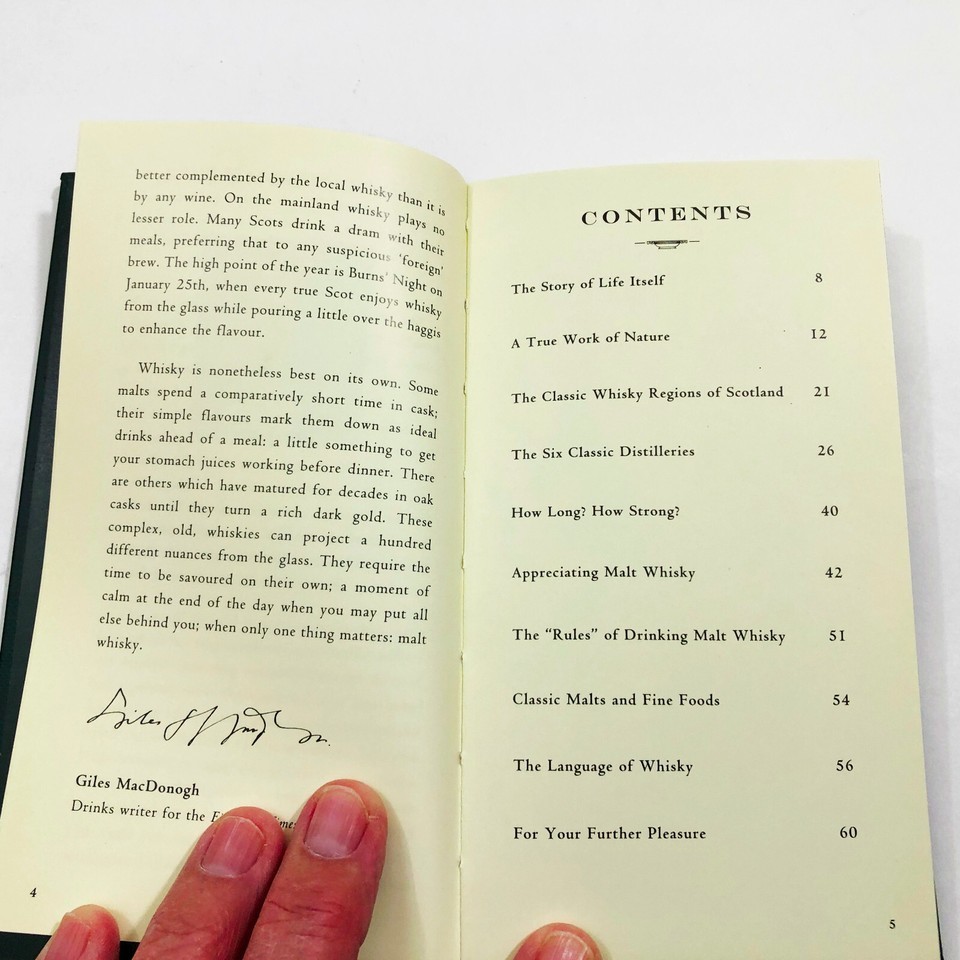 better complemented by the local whisky than it is
by any wine. On the mainland whisky plays no
lesser role. Many Scots drink a dram with their
meals, preferring that to any suspicious 'foreign'
brew. The high point of the year is Burns' Night on
January 25th, when every true Scot enjoys whisky
from the glass while pouring a little over the haggis
to enhance the flavour.
Whisky is nonetheless best on its own. Some
malts spend a comparatively short time in cask;
their simple flavours mark them down as ideal
drinks ahead of a meal: a little something to get
your stomach juices working before dinner. There
are others which have matured for decades in oak
casks until they turn a rich dark gold. These
complex, old, whiskies can project a hundred
different nuances from the glass. They require the
time to be savoured on their own; a moment of
calm at the end of the day when you may put all
else behind you; when only one thing matters: malt
whisky.
Giles MacDonogh
Giles MacDonogh
Drinks writer for the
4
CONTENTS
The Story of Life Itself 8
A True Work of Nature 12
The Classic Whisky Regions of Scotland 21
The Six Classic Distilleries 26
How Long? How Strong? 40
Appreciating Malt Whisky 42
The "Rules" of Drinking Malt Whisky 51
Classic Malts and Fine Foods 54
The Language of Whisky 56
For Your Further Pleasure 60
5